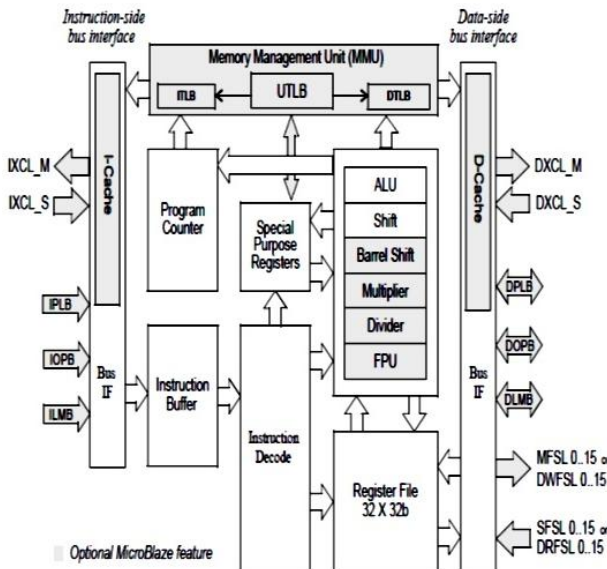 Instruction-side
bus interface
Data-side
bus interface
Memory Management Unit (MMU)
ITLB
UTLB
DTLB
IXCL_M
IXCL_S
I-Cache
Program
Counter
Special
Purpose
Registers
ALU
Shift
Barrel Shift
Multiplier
Divider
FPU
D-Cache
DXCL_M
DXCL_S
IPLB
IOPB
ILMB
Bus
IF
Instruction
Buffer
Instruction
Decode
Register File
32 X 32b
Bus
IF
DPLB
DOPB
DLMB
MFSL 0..15 o
DWFSL 0..15
SFSL 0..15 o
DRFSL 0..15
Optional MicroBlaze feature